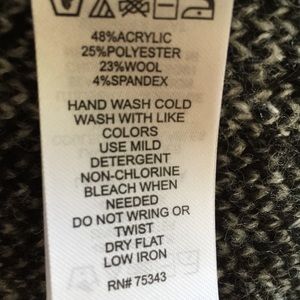 48%ACRYLIC
25%POLYESTER
23%WOOL
4%SPANDEX
HAND WASH COLD
WASH WITH LIKE
COLORS
USE MILD
DETERGENT
NON-CHLORINE
BLEACH WHEN
NEEDED
DO NOT WRING OR
TWIST
DRY FLAT
LOW IRON
RN# 75343